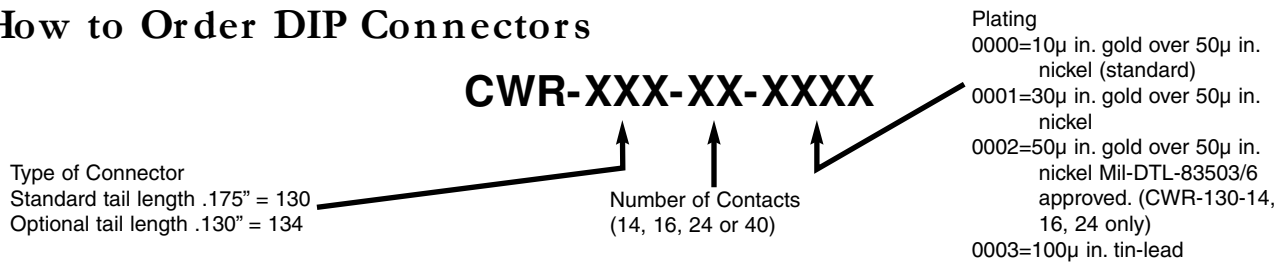 How to Order DIP Connectors
CWR-XXX-XX-XXXX
Type of Connector
Standard tail length .175” = 130
Optional tail length .130” = 134
Number of Contacts
(14, 16, 24 or 40)
Plating
0000=10µ in. gold over 50µ in.
nickel (standard)
0001=30µ in. gold over 50µ in.
nickel
0002=50µ in. gold over 50µ in.
nickel Mil-DTL-83503/6
approved. (CWR-130-14,
16, 24 only)
0003=100µ in. tin-lead